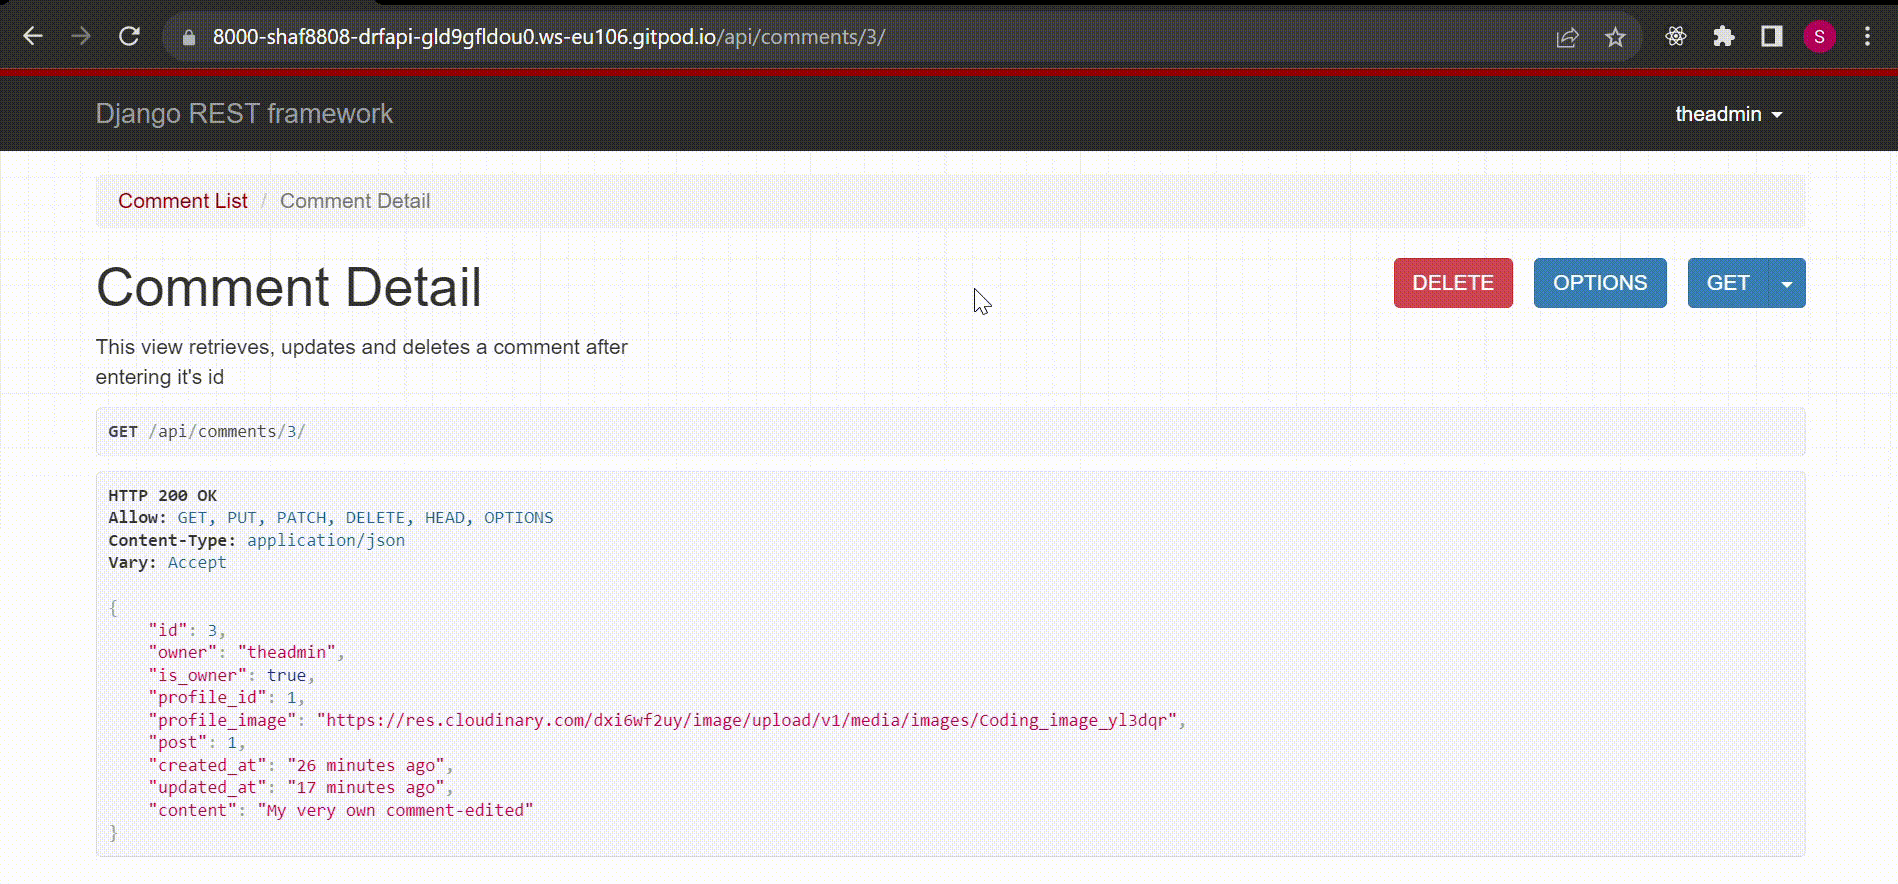 8000-shaf8808-drfapi-gld9gfldou0.ws-eu106.gitpod.io/api/comments/3/
S
Django REST framework
theadmin
Comment List / Comment Detail
Comment Detail
DELETE OPTIONS GET
This view retrieves, updates and deletes a comment after
entering it's id
GET /api/comments/3/
HTTP 200 OK
Allow: GET, PUT, PATCH, DELETE, HEAD, OPTIONS
Content-Type: application/json
Vary: Accept
{
    "id": 3,
    "owner": "theadmin",
    "is_owner": true,
    "profile_id": 1,
    "profile_image": "https://res.cloudinary.com/dxi6wf2uy/image/upload/v1/media/images/Coding_image_yl3dqr",
    "post": 1,
    "created_at": "26 minutes ago",
    "updated_at": "17 minutes ago",
    "content": "My very own comment-edited"
}